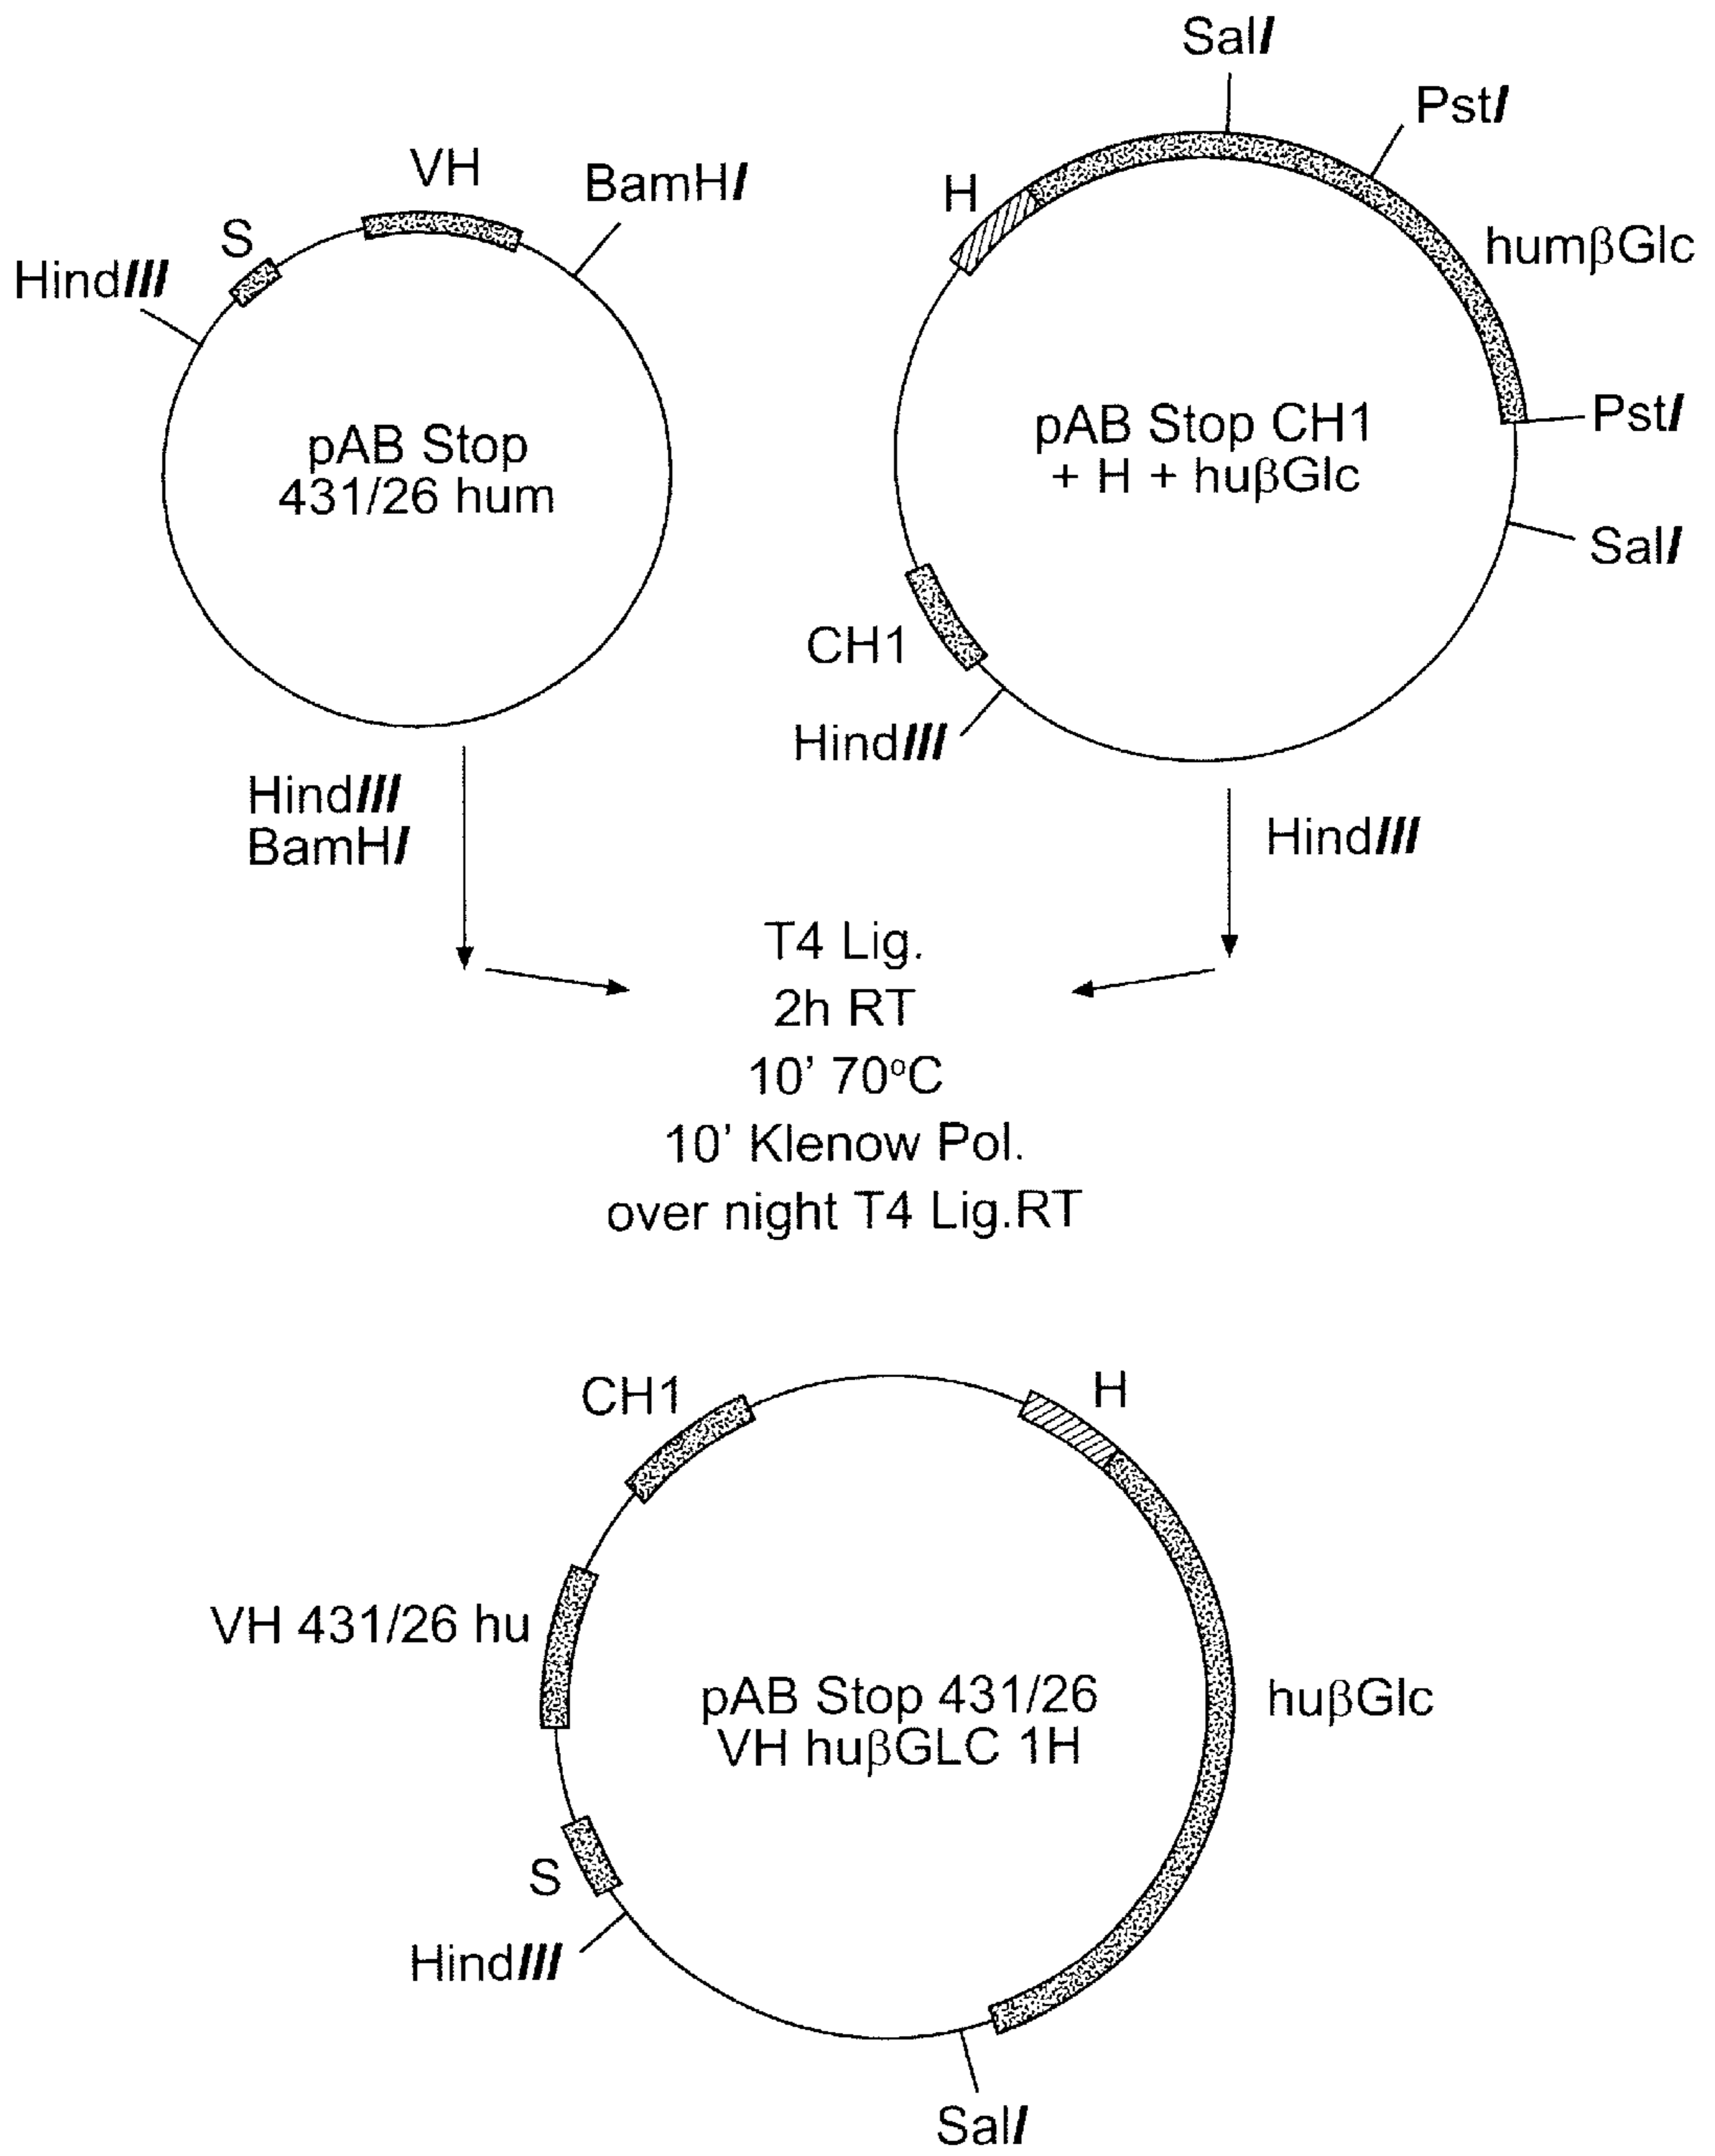 VH
BamHI
S
HindIII
pAB Stop
431/26 hum
SalI
PstI
H
humβGlc
pAB Stop CH1
+ H + huβGlc
PstI
SalI
CH1
HindIII
HindIII
BamHI
HindIII
T4 Lig.
2h RT
10' 70°C
10' Klenow Pol.
over night T4 Lig.RT
CH1
H
VH 431/26 hu
pAB Stop 431/26
VH huβGLC 1H
huβGlc
S
HindIII
SalI